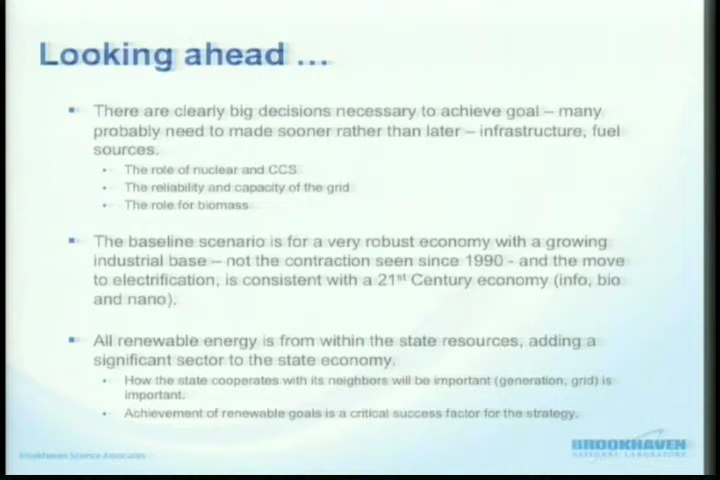 Looking ahead ...
There are clearly big decisions necessary to achieve goal – many
probably need to made sooner rather than later – infrastructure, fuel
sources.
The role of nuclear and CCS
The reliability and capacity of the grid
The role for biomass
The baseline scenario is for a very robust economy with a growing
industrial base – not the contraction seen since 1990 - and the move
to electrification, is consistent with a 21st Century economy (info, bio
and nano).
All renewable energy is from within the state resources, adding a
significant sector to the state economy.
How the state cooperates with its neighbors will be important (generation, grid) is
important.
Achievement of renewable goals is a critical success factor for the strategy.
Brookhaven Science Associates
BROOKHAVEN
NATIONAL LABORATORY